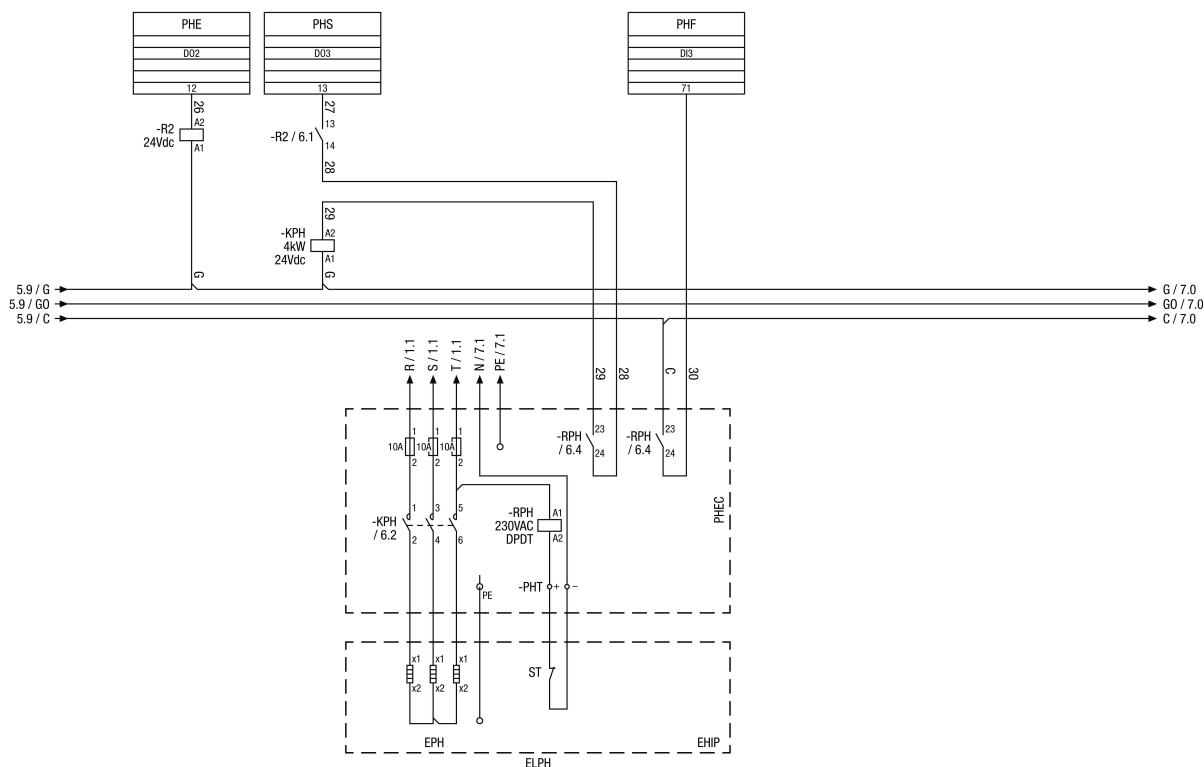 PHE
PHS
PHF
DO2
DO3
DI3
12
13
71
26
27
-R2
24Vdc
A2
A1
-R2 / 6.1
13
14
28
29
-KPH
4kW
24Vdc
A2
A1
G
G
5.9 / G
G / 7.0
5.9 / GO
GO / 7.0
5.9 / C
C / 7.0
R / 1.1
S / 1.1
T / 1.1
N / 7.1
PE / 7.1
29
28
C
30
1
1
1
10A
10A
10A
2
2
2
-RPH
/ 6.4
23
24
-RPH
/ 6.4
23
24
-KPH
/ 6.2
1
3
5
2
4
6
-RPH
230VAC
DPDT
A1
A2
PHEC
-PHT
+
–
PE
x1
x1
x1
x2
x2
x2
ST
EPH
EHIP
ELPH